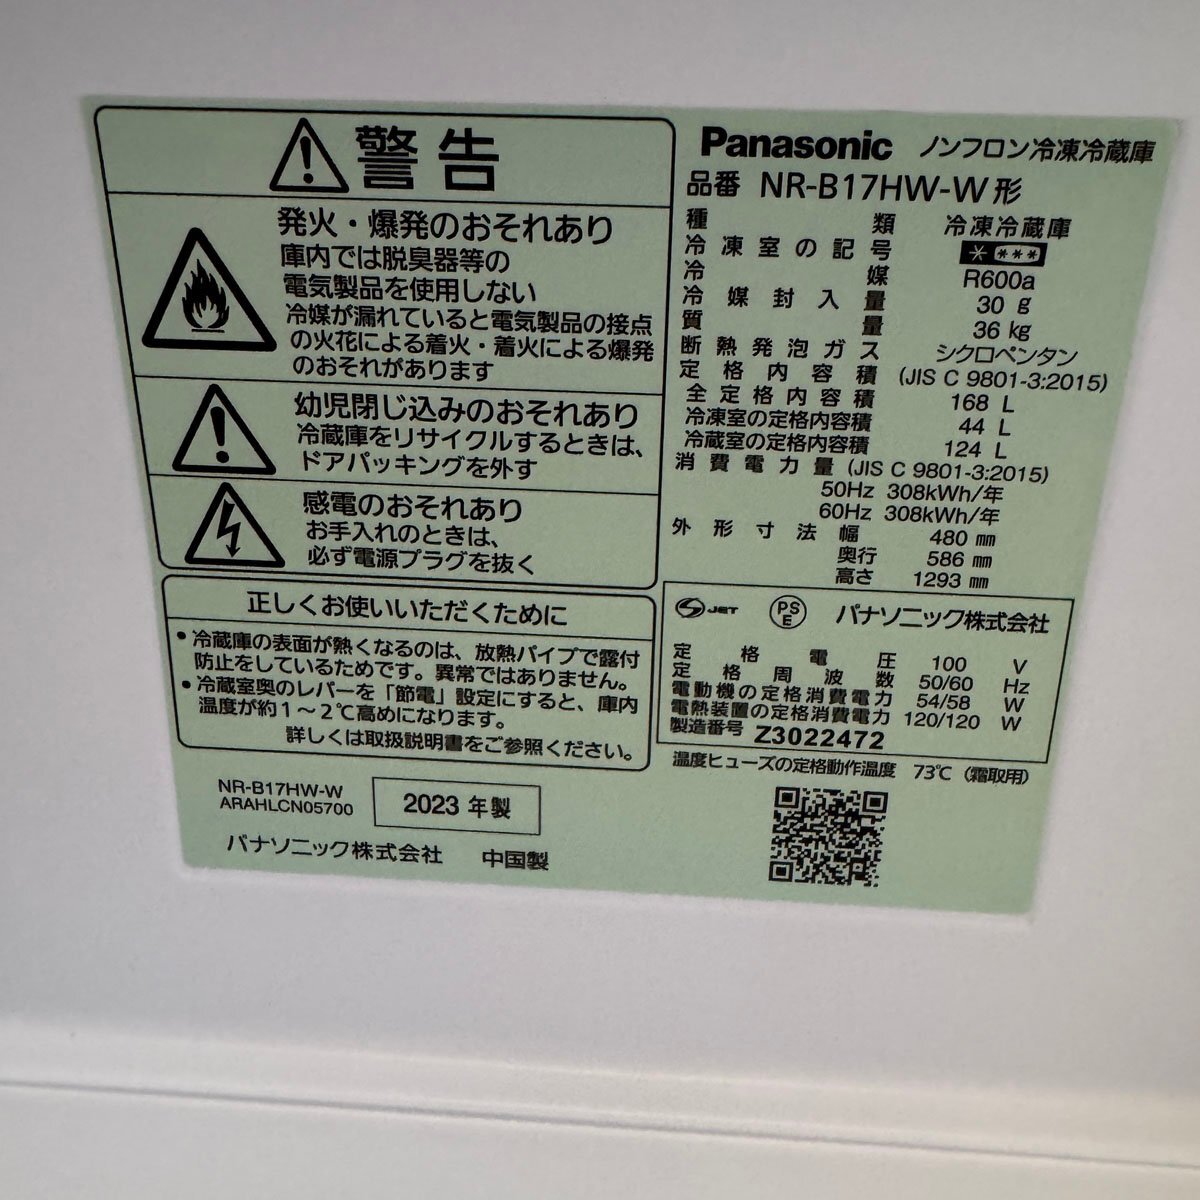 警告
発火・爆発のおそれあり
庫内では脱臭器等の
電気製品を使用しない
冷媒が漏れていると電気製品の接点
の火花による着火・着火による爆発
のおそれがあります
幼児閉じ込みのおそれあり
冷蔵庫をリサイクルするときは、
ドアパッキングを外す
感電のおそれあり
お手入れのときは、
必ず電源プラグを抜く
正しくお使いいただくために
・冷蔵庫の表面が熱くなるのは、放熱パイプで露付
防止をしているためです。異常ではありません。
・冷蔵室奥のレバーを「節電」設定にすると、庫内
温度が約1～2℃高めになります。
詳しくは取扱説明書をご参照ください。
NR-B17HW-W
ARAHLCN05700
2023 年製
パナソニック株式会社 中国製
Panasonic ノンフロン冷凍冷蔵庫
品番 NR-B17HW-W 形
種類 冷凍冷蔵庫
冷凍室の記号 * ***
冷媒 R600a
冷媒封入量 30 g
質量 36 kg
断熱発泡ガス シクロペンタン
定格内容積 (JIS C 9801-3:2015)
全定格内容積 168 L
冷凍室の定格内容積 44 L
冷蔵室の定格内容積 124 L
消費電力量 (JIS C 9801-3:2015)
50Hz 308kWh/年
60Hz 308kWh/年
外形寸法 幅 480 mm
奥行 586 mm
高さ 1293 mm
JET PSE パナソニック株式会社
定格電圧 100 V
定格周波数 50/60 Hz
電動機の定格消費電力 54/58 W
電熱装置の定格消費電力 120/120 W
製造番号 Z3022472
温度ヒューズの定格動作温度 73℃ (霜取用)